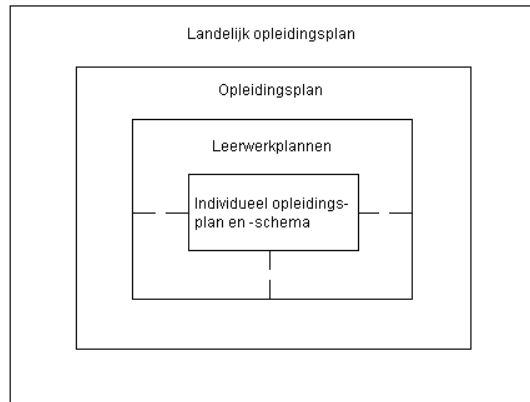 Landelijk opleidingsplan
Opleidingsplan
Leerwerkplannen
Individueel opleidings-
plan en -schema